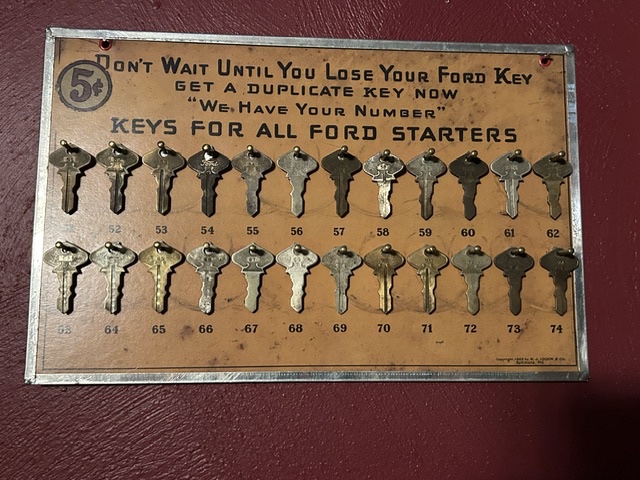 5¢
DON'T WAIT UNTIL YOU LOSE YOUR FORD KEY
GET A DUPLICATE KEY NOW
"WE HAVE YOUR NUMBER"
KEYS FOR ALL FORD STARTERS
52 53 54 55 56 57 58 59 60 61 62
63 64 65 66 67 68 69 70 71 72 73 74